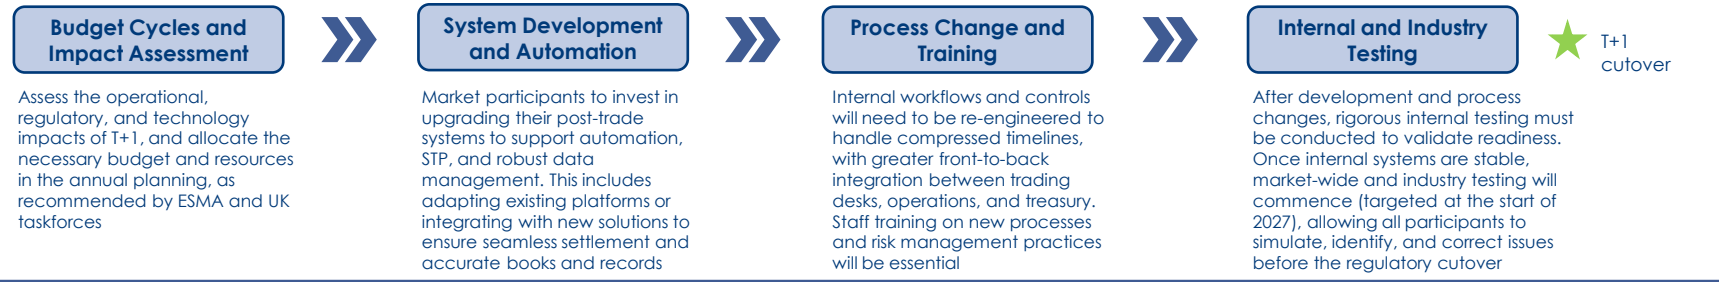 Budget Cycles and
Impact Assessment
Assess the operational,
regulatory, and technology
impacts of T+1, and allocate the
necessary budget and resources
in the annual planning, as
recommended by ESMA and UK
taskforces
System Development
and Automation
Market participants to invest in
upgrading their post-trade
systems to support automation,
STP, and robust data
management. This includes
adapting existing platforms or
integrating with new solutions to
ensure seamless settlement and
accurate books and records
Process Change and
Training
Internal workflows and controls
will need to be re-engineered to
handle compressed timelines,
with greater front-to-back
integration between trading
desks, operations, and treasury.
Staff training on new processes
and risk management practices
will be essential
Internal and Industry
Testing
After development and process
changes, rigorous internal testing must
be conducted to validate readiness.
Once internal systems are stable,
market-wide and industry testing will
commence (targeted at the start of
2027), allowing all participants to
simulate, identify, and correct issues
before the regulatory cutover
T+1
cutover